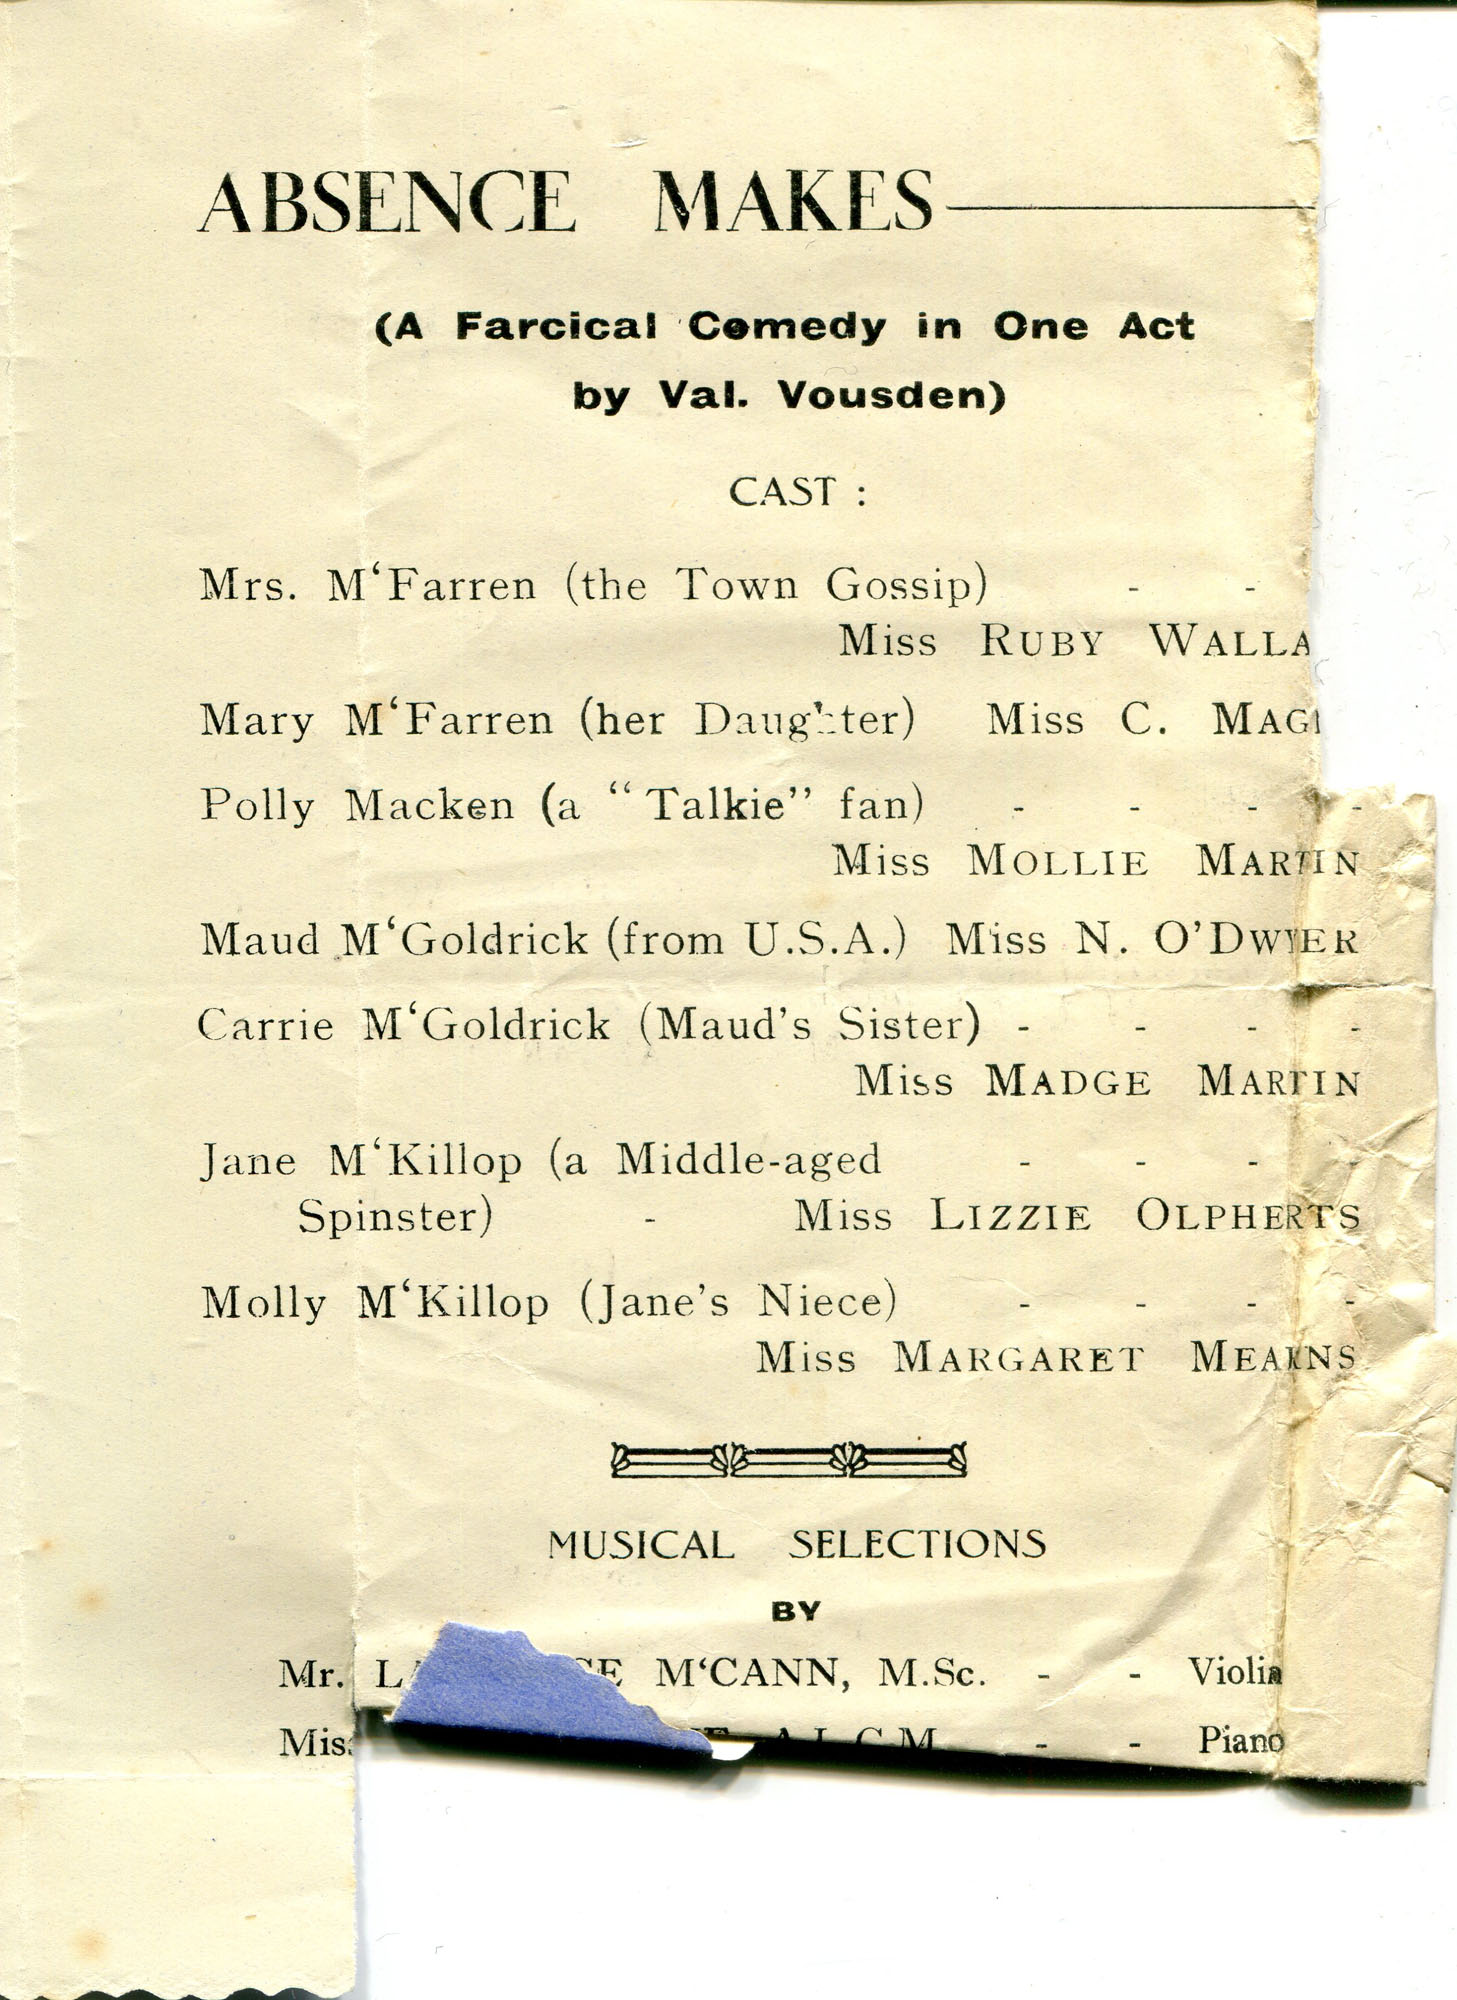 ABSENCE MAKES
(A Farcical Comedy in One Act
by Val. Vousden)
CAST :
Mrs. M‘Farren (the Town Gossip) - -
Miss RUBY
Mary M‘Farren (her Daughter) Miss C.
Polly Macken (a “Talkie” fan) - - - -
Miss MOLLIE MARTIN
Maud M‘Goldrick (from U.S.A.) Miss N. O’DWYER
Carrie M‘Goldrick (Maud’s Sister) - - - -
Miss MADGE MARTIN
Jane M‘Killop (a Middle-aged - - - -
Spinster) - Miss LIZZIE OLPHERTS
Molly M‘Killop (Jane’s Niece) - - - -
Miss MARGARET MEARNS
MUSICAL SELECTIONS
BY
Mr. M‘CANN, M.Sc. - - Violin
Miss - - Piano